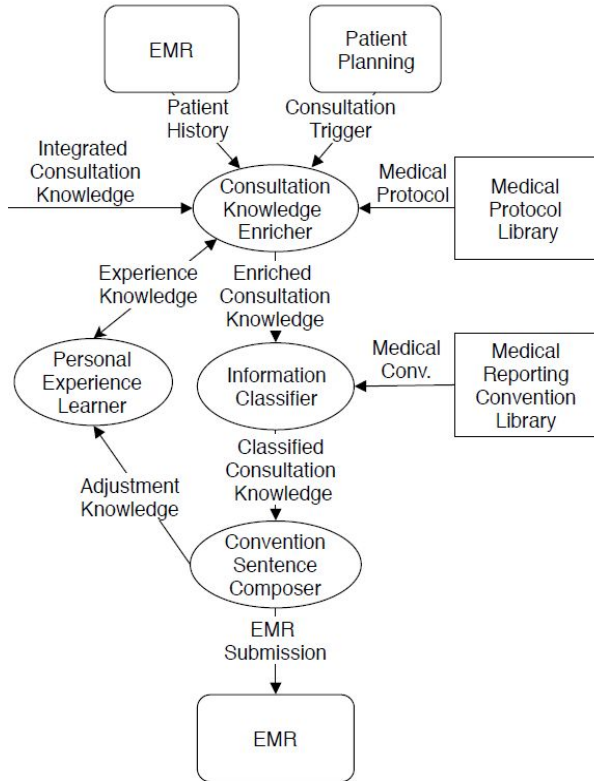 EMR
Patient
Planning
Patient
History
Consultation
Trigger
Integrated
Consultation
Knowledge
Consultation
Knowledge
Enricher
Medical
Protocol
Medical
Protocol
Library
Experience
Knowledge
Enriched
Consultation
Knowledge
Personal
Experience
Learner
Information
Classifier
Medical
Conv.
Medical
Reporting
Convention
Library
Classified
Consultation
Knowledge
Adjustment
Knowledge
Convention
Sentence
Composer
EMR
Submission
EMR